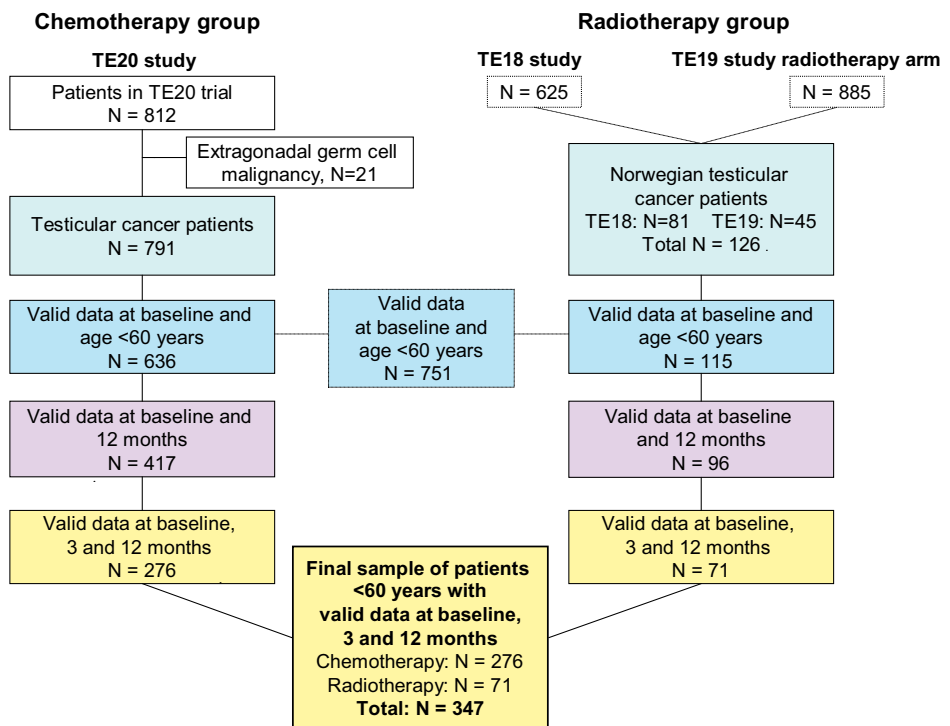 Chemotherapy group
TE20 study
Patients in TE20 trial
N = 812
Extragonadal germ cell
malignancy, N=21
Testicular cancer patients
N = 791
Valid data at baseline and
age <60 years
N = 636
Valid data at baseline and
12 months
N = 417
Valid data at baseline,
3 and 12 months
N = 276
Valid data
at baseline and
age <60 years
N = 751
Radiotherapy group
TE18 study
TE19 study radiotherapy arm
N = 625
N = 885
Norwegian testicular
cancer patients
TE18: N=81 TE19: N=45
Total N = 126
Valid data at baseline and
age <60 years
N = 115
Valid data at baseline
and 12 months
N = 96
Valid data at baseline,
3 and 12 months
N = 71
Final sample of patients
<60 years with
valid data at baseline,
3 and 12 months
Chemotherapy: N = 276
Radiotherapy: N = 71
Total: N = 347